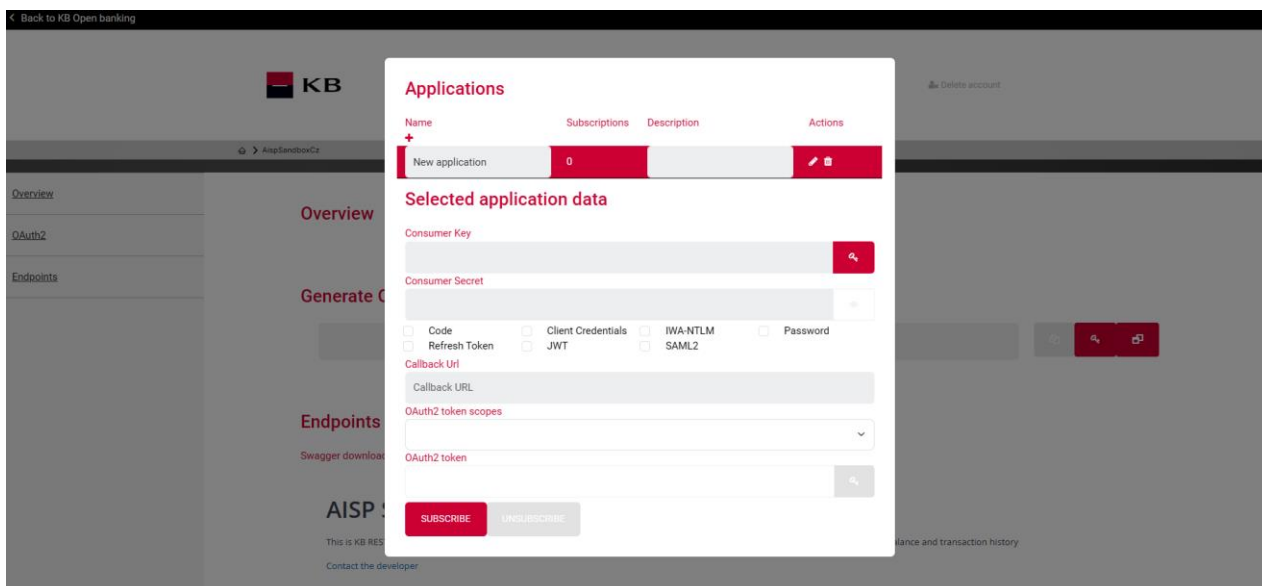 Back to KB Open banking
KB
Delete account
AispSandboxCz
Overview
OAuth2
Endpoints
Overview
Generate
Endpoints
Swagger download
AISP
This is KB RES
alance and transaction history
Contact the developer
Applications
Name Subscriptions Description Actions
New application 0
Selected application data
Consumer Key
Consumer Secret
Code Client Credentials IWA-NTLM Password
Refresh Token JWT SAML2
Callback Url
Callback URL
OAuth2 token scopes
OAuth2 token
SUBSCRIBE UNSUBSCRIBE